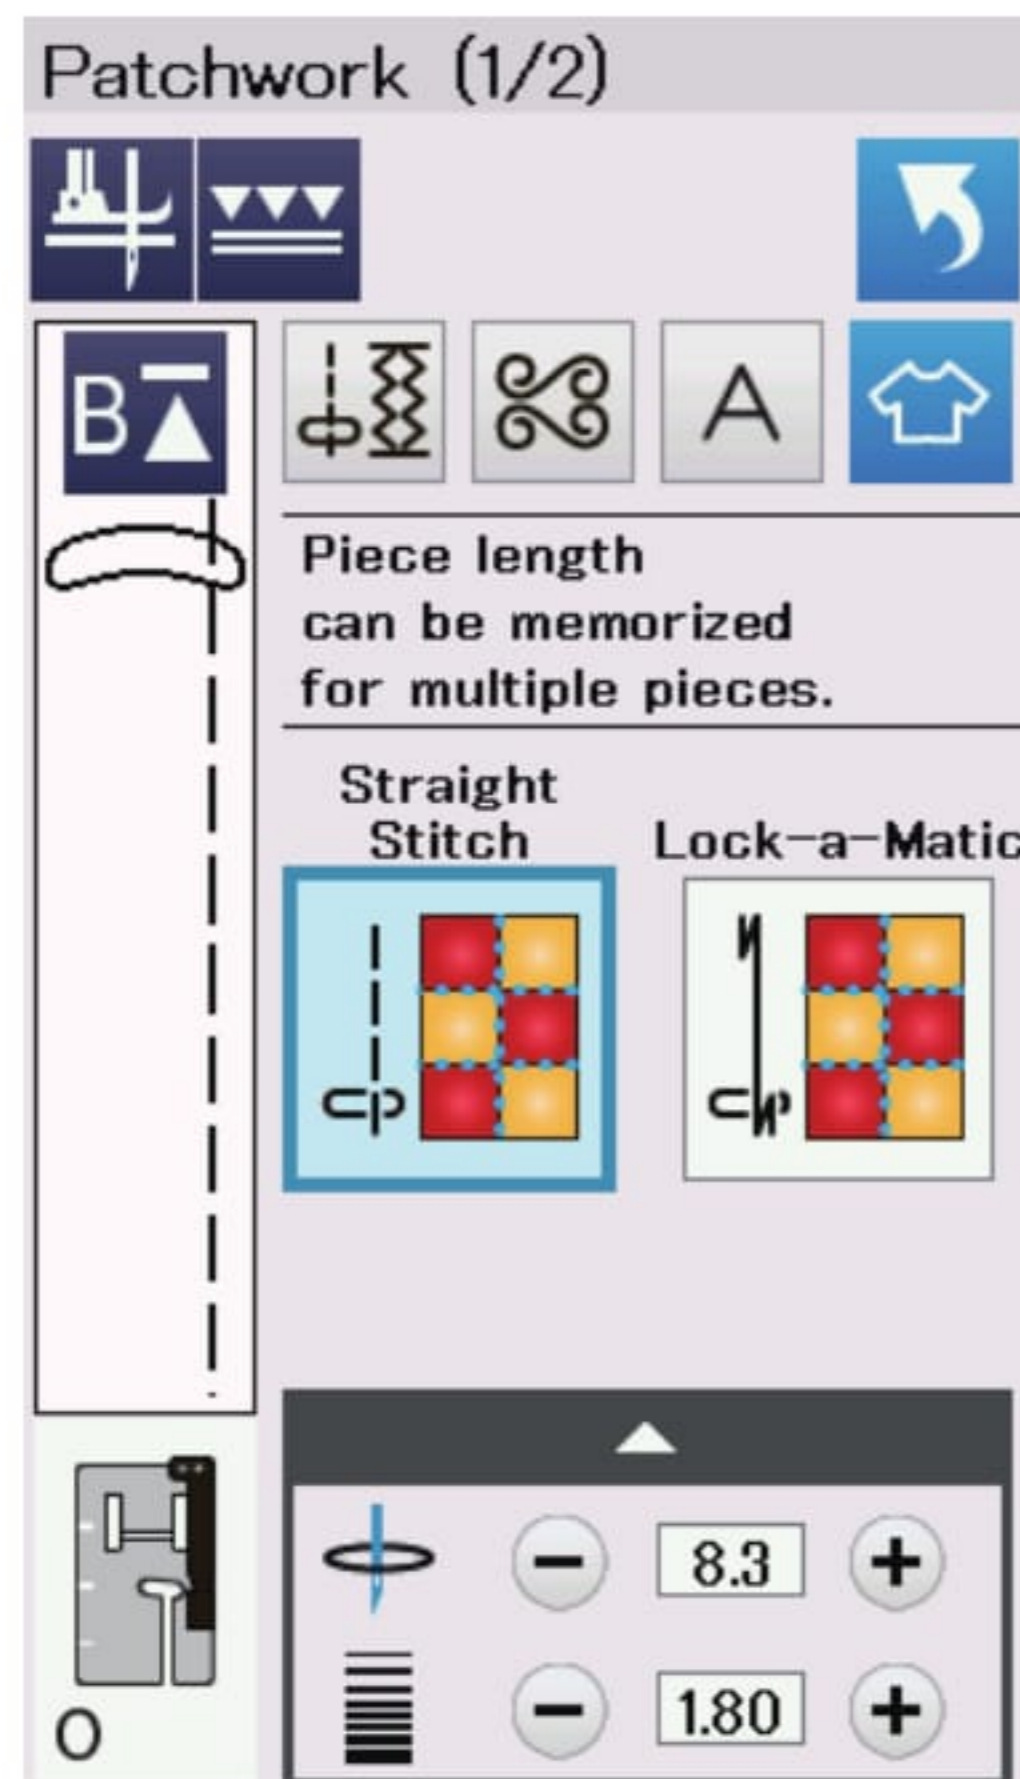 Patchwork (1/2)
B
A
Piece length
can be memorized
for multiple pieces.
Straight
Stitch
Lock-a-Matic
8.3
1.80
O